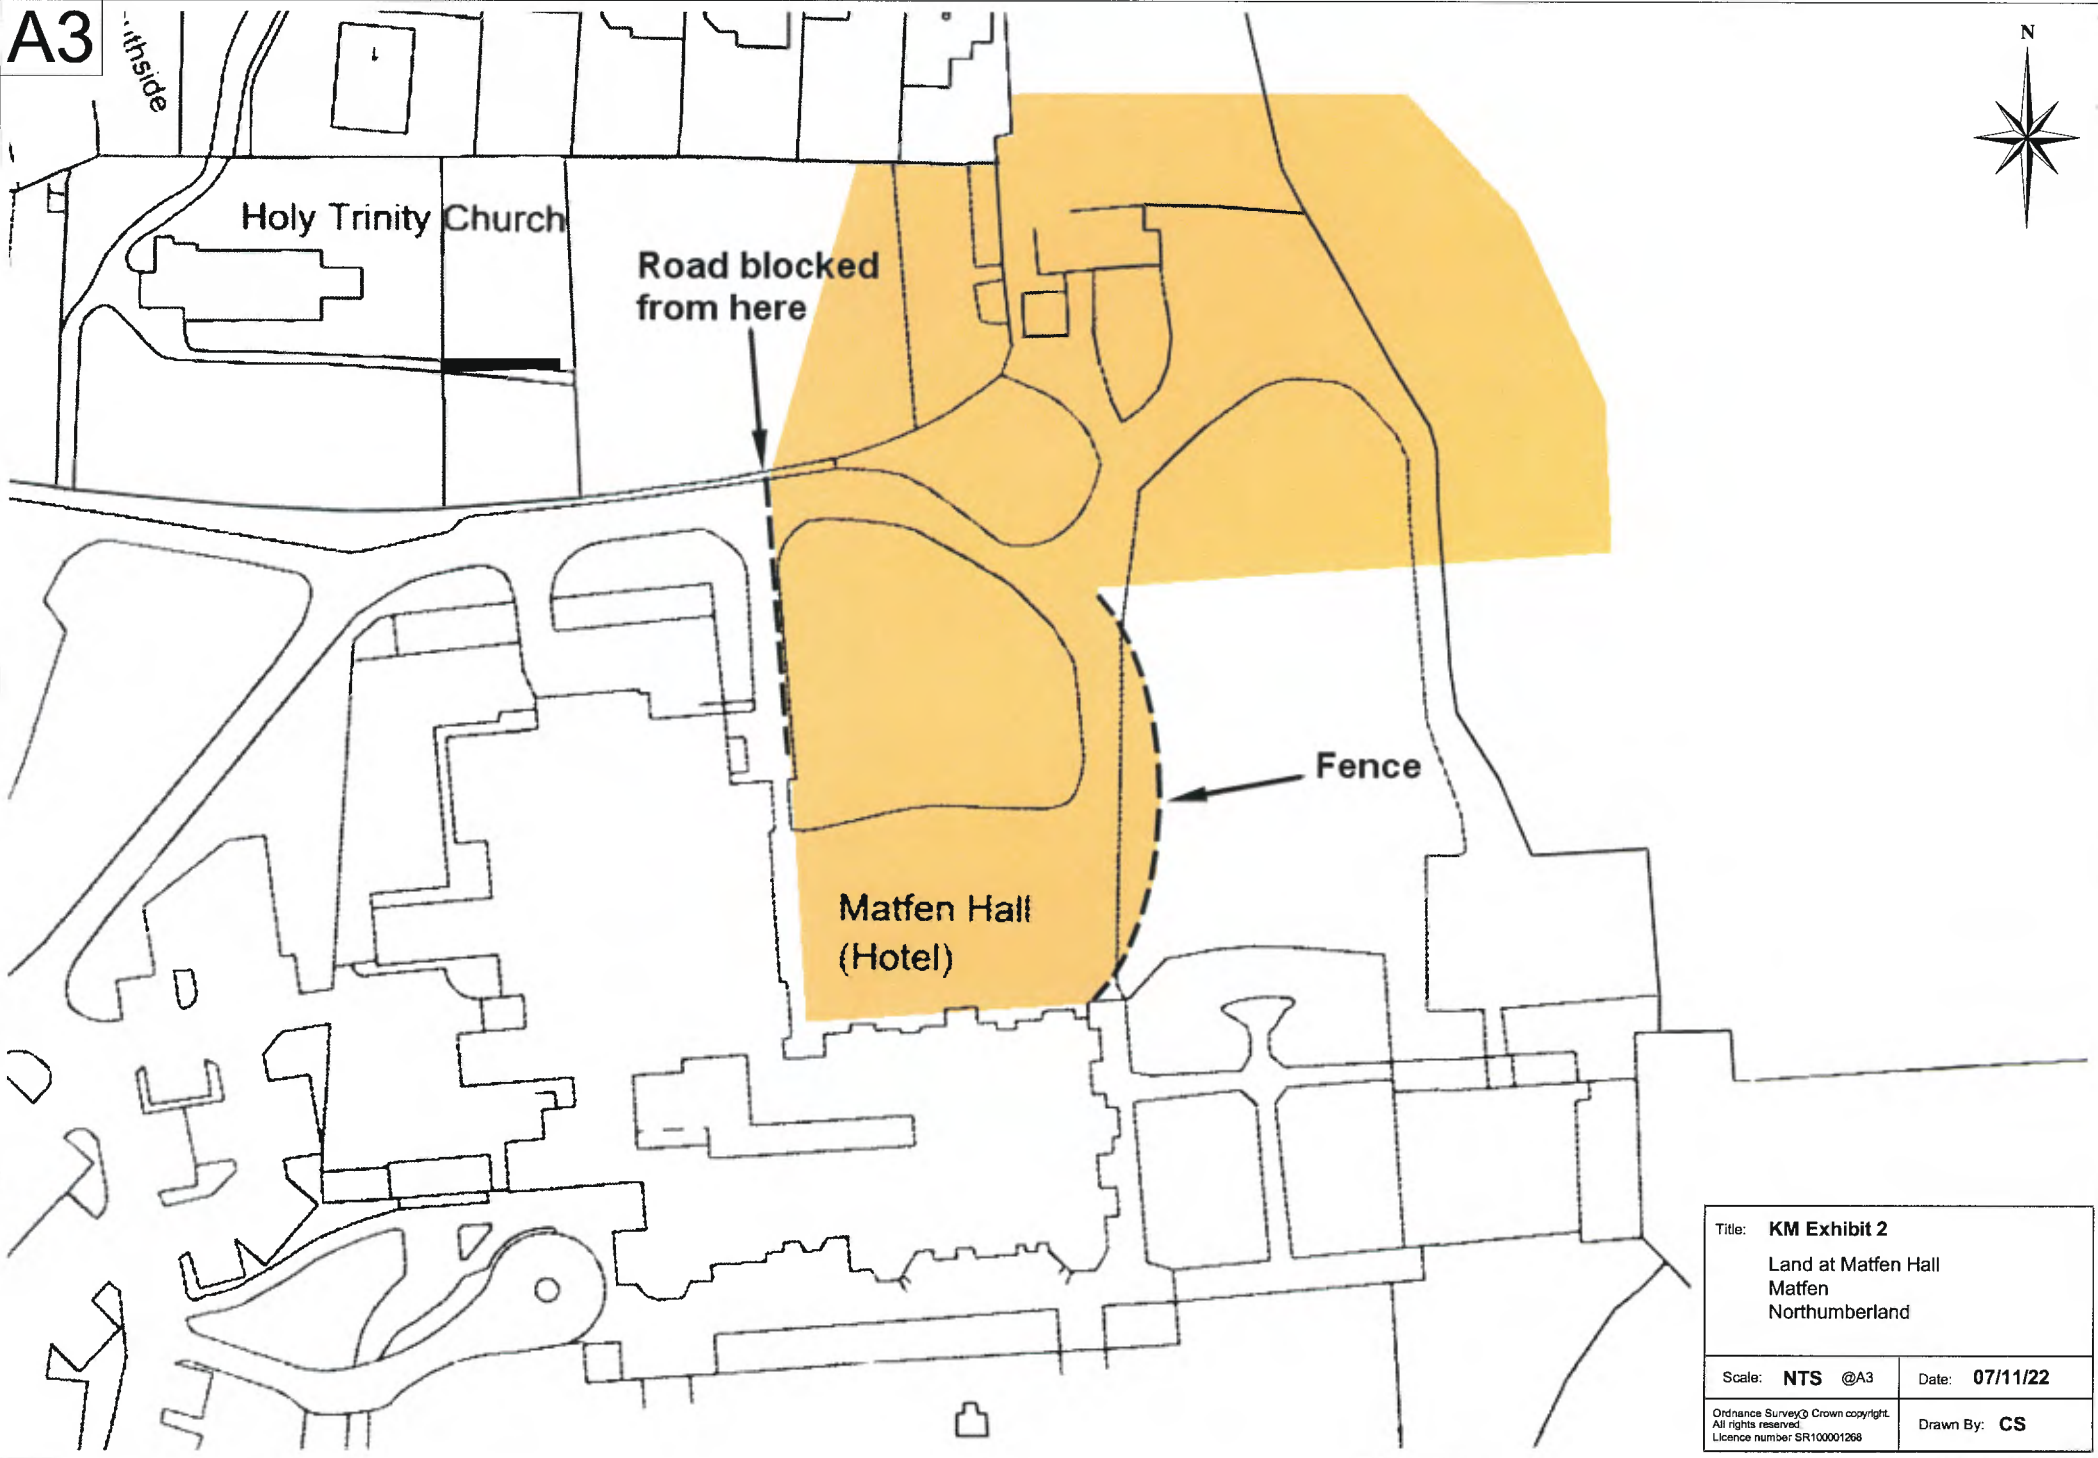 A3
N
Holy Trinity Church
Road blocked
from here
Fence
Matfen Hall
(Hotel)
Title: KM Exhibit 2
Land at Matfen Hall
Matfen
Northumberland
Scale: NTS @A3
Date: 07/11/22
Ordnance Survey © Crown copyright.
All rights reserved.
Licence number SR100001268
Drawn By: CS